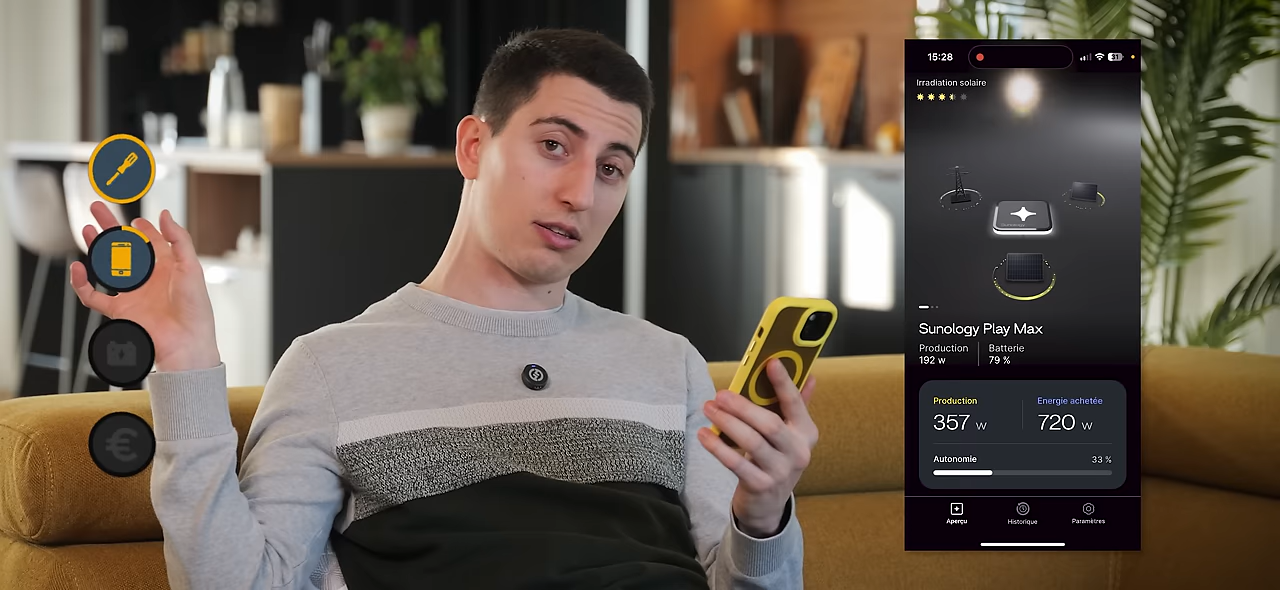 15:28
51
Irradiation solaire
Sunology Play Max
Production
Batterie
192 w
79 %
Production
Energie achetée
357 w
720 w
Autonomie
33 %
Aperçu
Historique
Paramètres
€